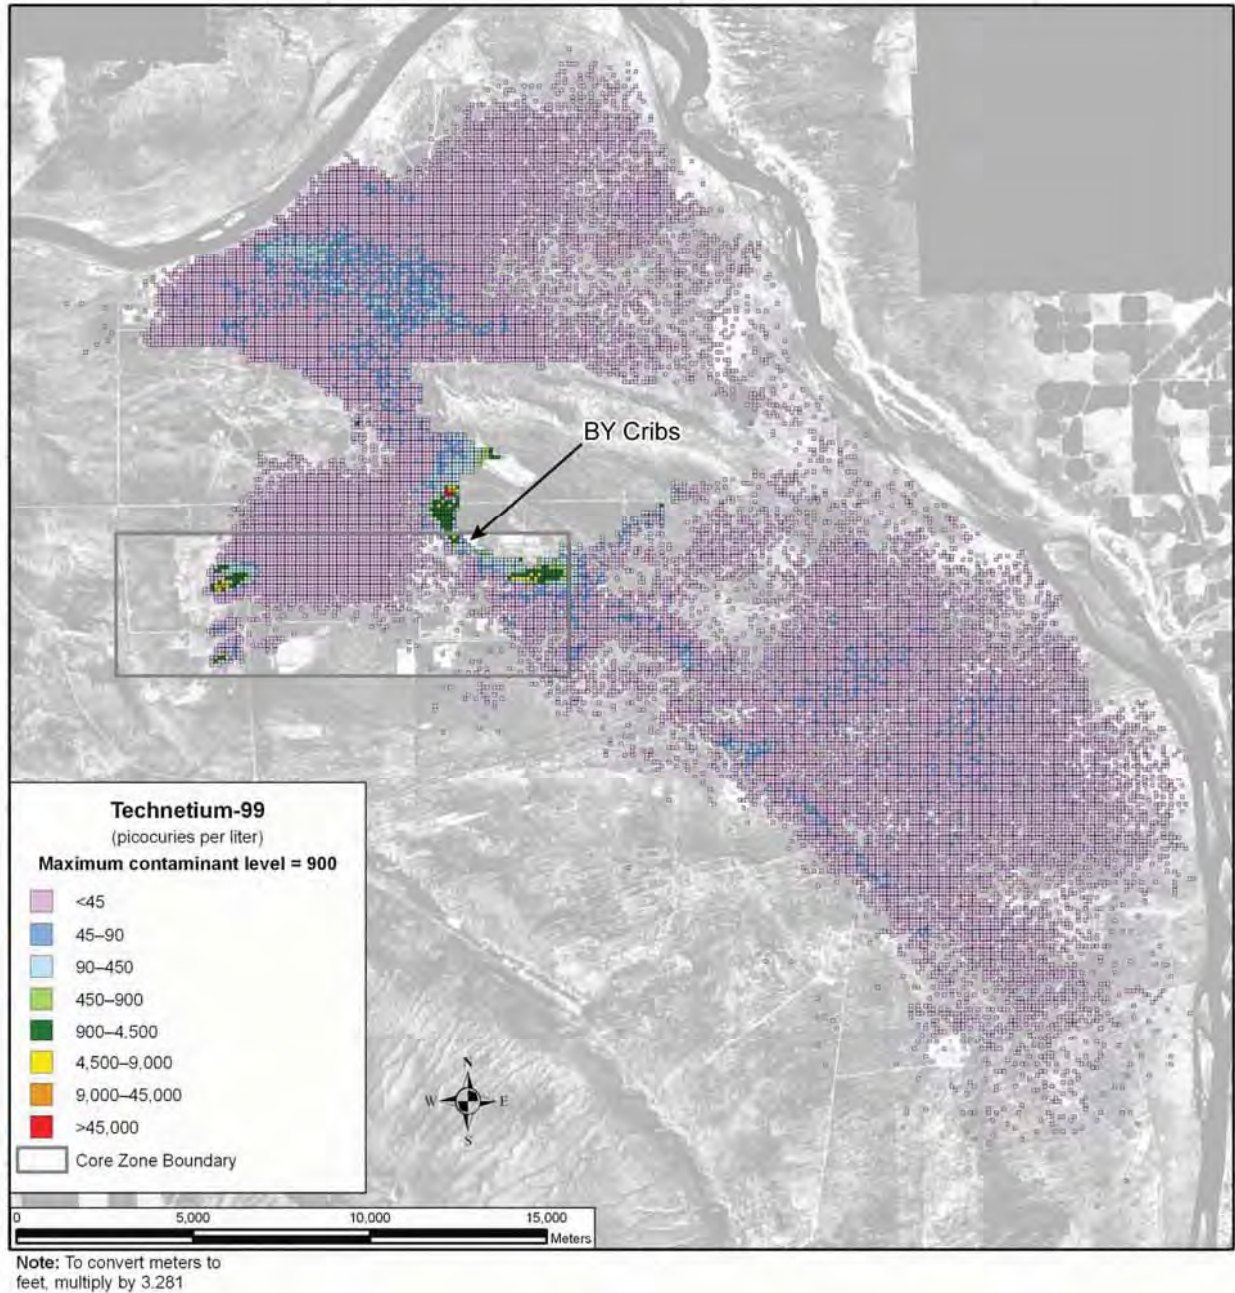 BY Cribs
Technetium-99
(picocuries per liter)
Maximum contaminant level = 900
<45
45–90
90–450
450–900
900–4.500
4,500–9,000
9,000–45,000
>45,000
Core Zone Boundary
N
W E
S
0 5,000 10,000 15,000
Meters
Note: To convert meters to
feet, multiply by 3.281